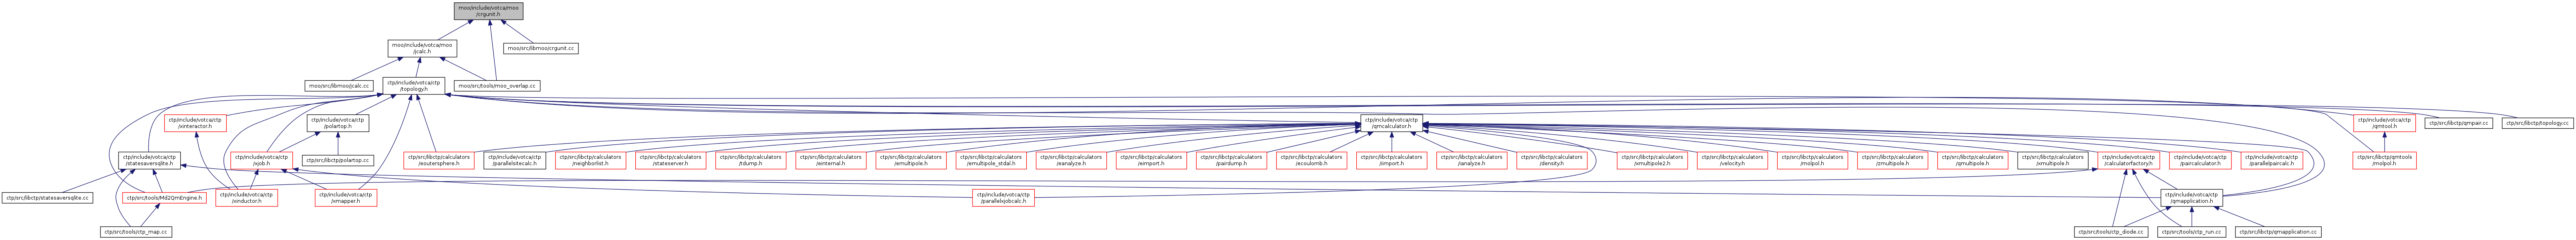 moo/include/votca/moo
/crgunit.h
moo/include/votca/moo
/jcalc.h
moo/src/libmoo/crgunit.cc
moo/src/libmoo/jcalc.cc
ctp/include/votca/ctp
/topology.h
moo/src/tools/moo_overlap.cc
ctp/include/votca/ctp
/xinteractor.h
ctp/include/votca/ctp
/polartop.h
ctp/include/votca/ctp
/qmcalculator.h
ctp/include/votca/ctp
/qmtool.h
ctp/src/libctp/qmpair.cc
ctp/src/libctp/topology.cc
ctp/include/votca/ctp
/statesaversqlite.h
ctp/include/votca/ctp
/xjob.h
ctp/src/libctp/polartop.cc
ctp/src/libctp/calculators
/eoutersphere.h
ctp/include/votca/ctp
/parallelsitecalc.h
ctp/src/libctp/calculators
/neighborlist.h
ctp/src/libctp/calculators
/stateserver.h
ctp/src/libctp/calculators
/tdump.h
ctp/src/libctp/calculators
/einternal.h
ctp/src/libctp/calculators
/emultipole.h
ctp/src/libctp/calculators
/emultipole_stdal.h
ctp/src/libctp/calculators
/eanalyze.h
ctp/src/libctp/calculators
/eimport.h
ctp/src/libctp/calculators
/pairdump.h
ctp/src/libctp/calculators
/ecoulomb.h
ctp/src/libctp/calculators
/iimport.h
ctp/src/libctp/calculators
/ianalyze.h
ctp/src/libctp/calculators
/density.h
ctp/src/libctp/calculators
/xmultipole2.h
ctp/src/libctp/calculators
/velocity.h
ctp/src/libctp/calculators
/molpol.h
ctp/src/libctp/calculators
/zmultipole.h
ctp/src/libctp/calculators
/qmultipole.h
ctp/src/libctp/calculators
/xmultipole.h
ctp/include/votca/ctp
/calculatorfactory.h
ctp/include/votca/ctp
/paircalculator.h
ctp/include/votca/ctp
/parallelpaircalc.h
ctp/src/libctp/qmtools
/molpol.h
ctp/src/libctp/statesaversqlite.cc
ctp/src/tools/Md2QmEngine.h
ctp/include/votca/ctp
/xinductor.h
ctp/include/votca/ctp
/xmapper.h
ctp/include/votca/ctp
/parallelxjobcalc.h
ctp/include/votca/ctp
/qmapplication.h
ctp/src/tools/ctp_map.cc
ctp/src/tools/ctp_diode.cc
ctp/src/tools/ctp_run.cc
ctp/src/libctp/qmapplication.cc